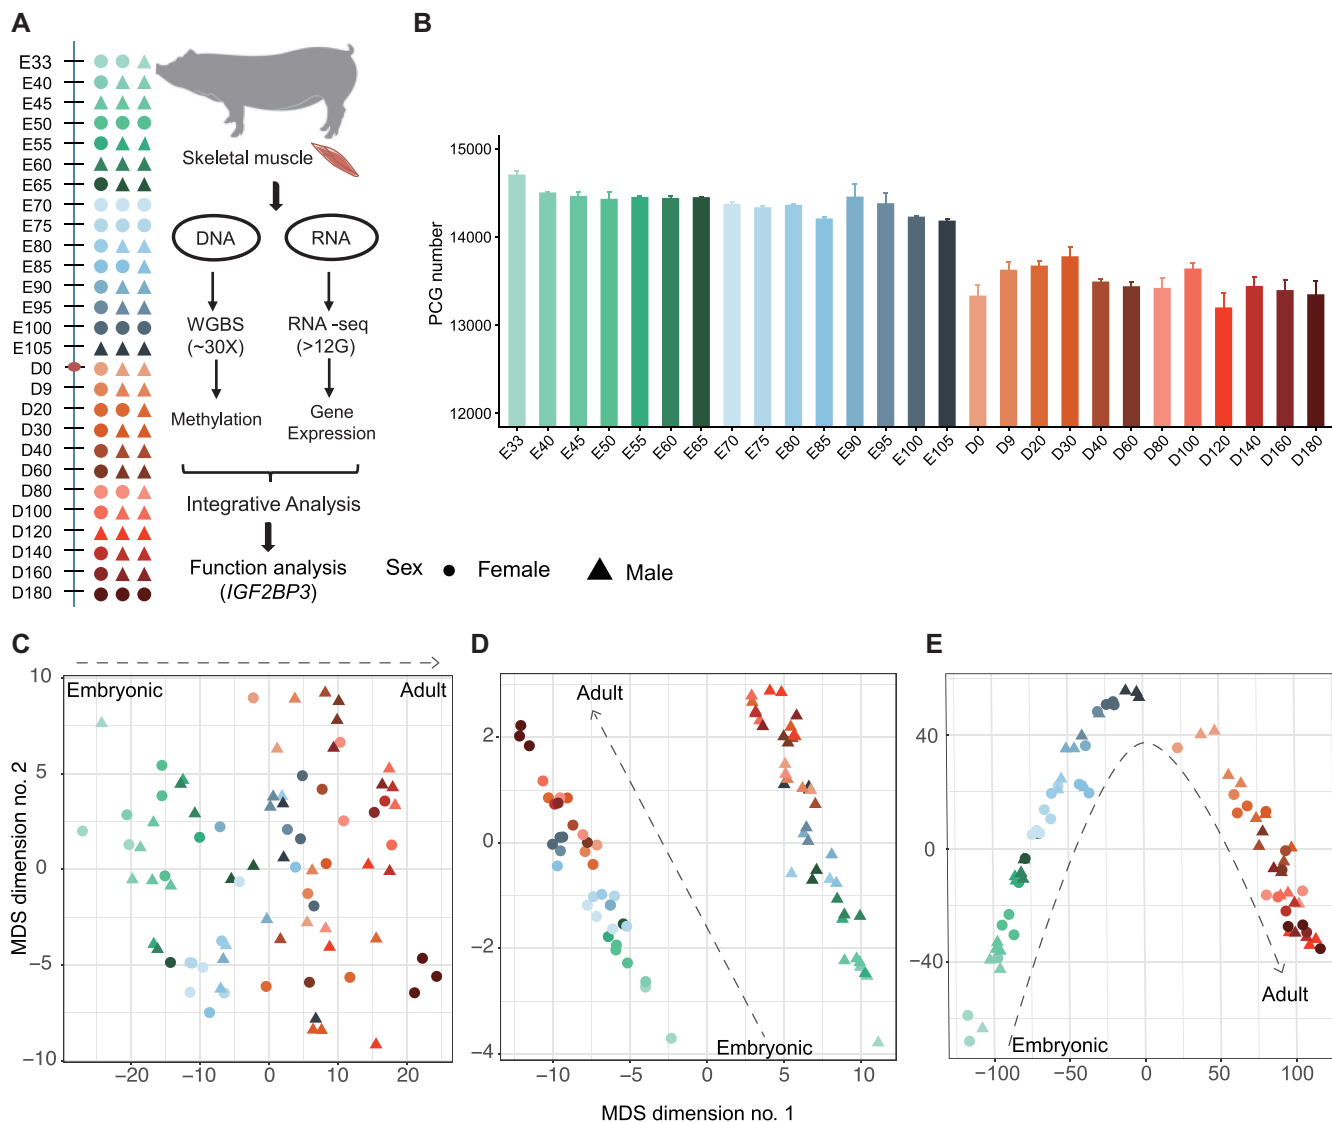 A
E33
E40
E45
E50
E55
E60
E65
E70
E75
E80
E85
E90
E95
E100
E105
D0
D9
D20
D30
D40
D60
D80
D100
D120
D140
D160
D180
Skeletal muscle
DNA
RNA
WGBS
(~30X)
RNA -seq
(>12G)
Methylation
Gene
Expression
Integrative Analysis
Function analysis
(IGF2BP3)
Sex
Female
Male
B
PCG number
15000
14000
13000
12000
E33
E40
E45
E50
E55
E60
E65
E70
E75
E80
E85
E90
E95
E100
E105
D0
D9
D20
D30
D40
D60
D80
D100
D120
D140
D160
D180
C
Embryonic
Adult
MDS dimension no. 2
10
5
0
−5
−10
−20
−10
0
10
20
D
Adult
Embryonic
2
0
−2
−4
−10
−5
0
5
10
E
Embryonic
Adult
40
0
−40
−100
−50
0
50
100
MDS dimension no. 1